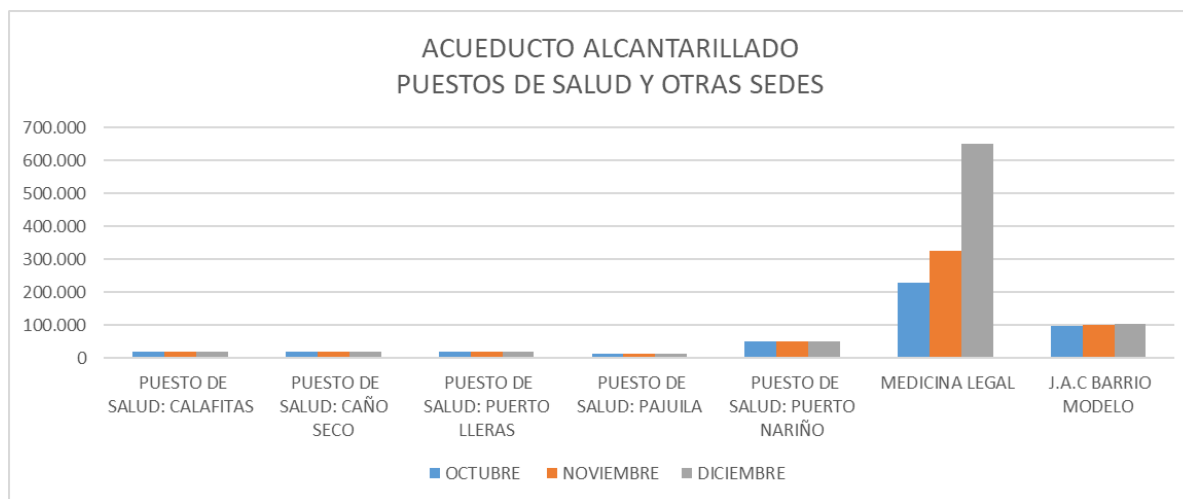 ACUEDUCTO ALCANTARILLADO
PUESTOS DE SALUD Y OTRAS SEDES
700.000
600.000
500.000
400.000
300.000
200.000
100.000
0
PUESTO DE
SALUD: CALAFITAS
PUESTO DE
SALUD: CAÑO
SECO
PUESTO DE
SALUD: PUERTO
LLERAS
PUESTO DE
SALUD: PAJUILA
PUESTO DE
SALUD: PUERTO
NARIÑO
MEDICINA LEGAL
J.A.C BARRIO
MODELO
OCTUBRE NOVIEMBRE DICIEMBRE